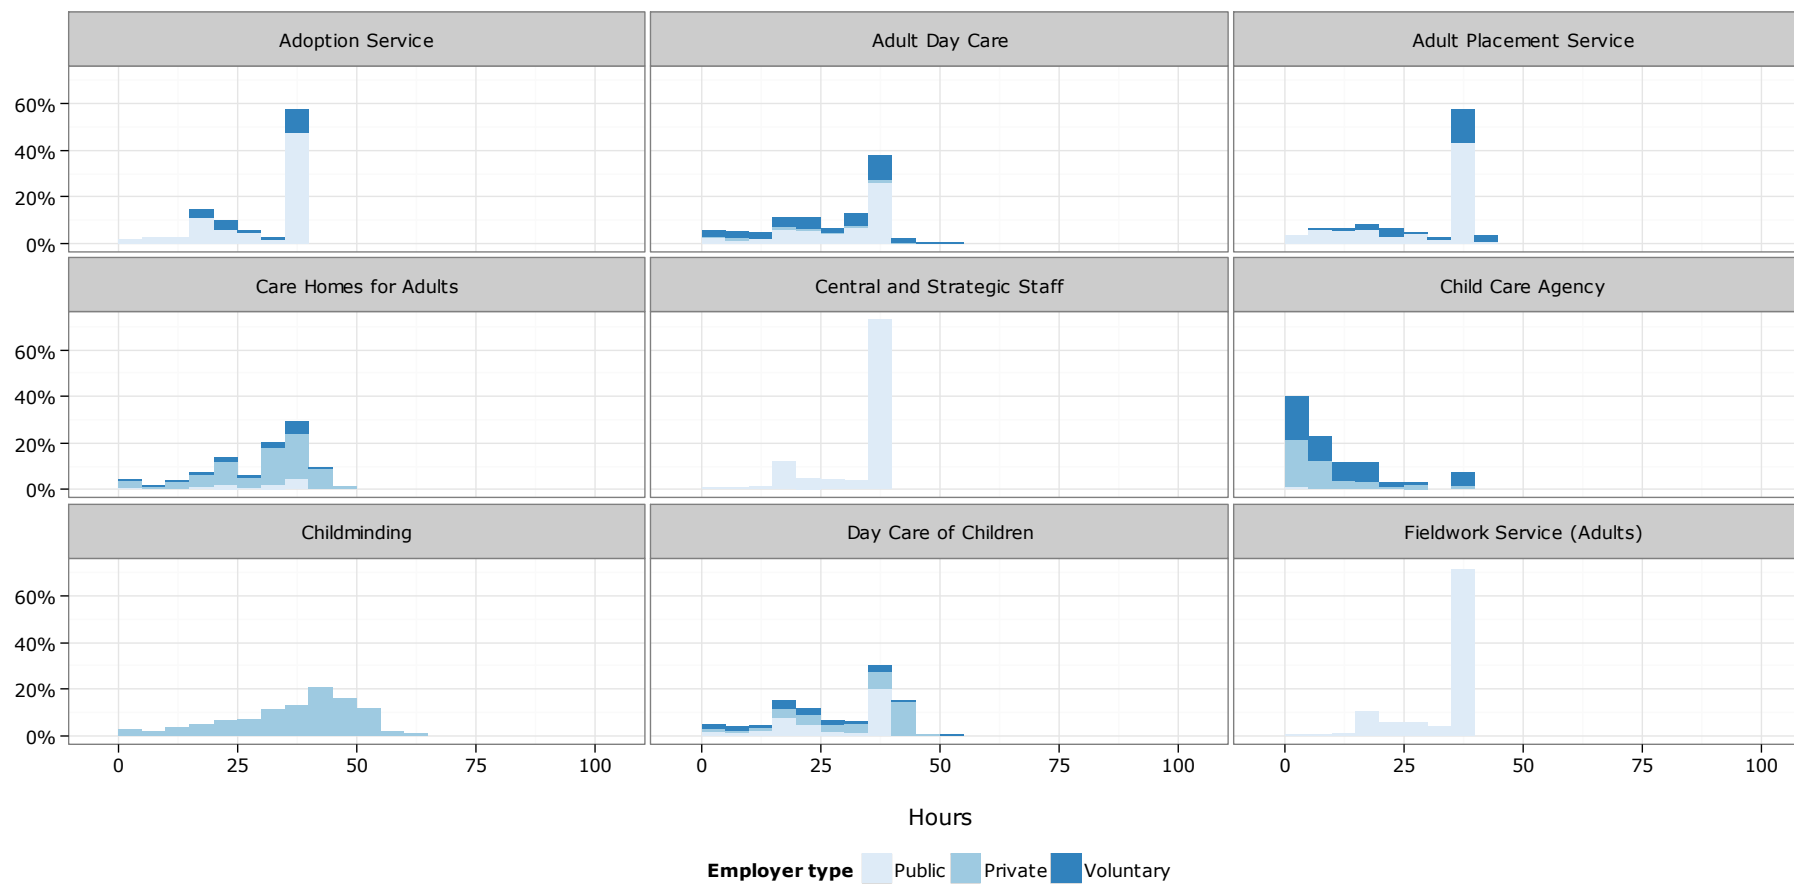 Adoption Service Adult Day Care Adult Placement Service
60%
40%
20%
0%
Care Homes for Adults Central and Strategic Staff Child Care Agency
60%
40%
20%
0%
Childminding Day Care of Children Fieldwork Service (Adults)
60%
40%
20%
0%
0 25 50 75 100 0 25 50 75 100 0 25 50 75 100
Hours
Employer type Public Private Voluntary